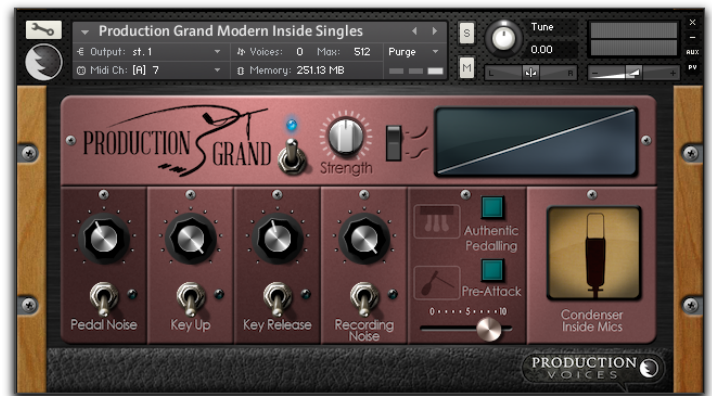 Production Grand Modern Inside Singles
Output: st.1 Voices: 0 Max: 512 Purge
Midi Ch: [A] 7 Memory: 251.13 MB
S
M
Tune
0.00
L R
- +
×
−
AUX
PV
PRODUCTION GRAND
Strength
Authentic
Pedalling
Pre-Attack
0 5 10
Pedal Noise
Key Up
Key Release
Recording
Noise
Condenser
Inside Mics
PRODUCTION
VOICES